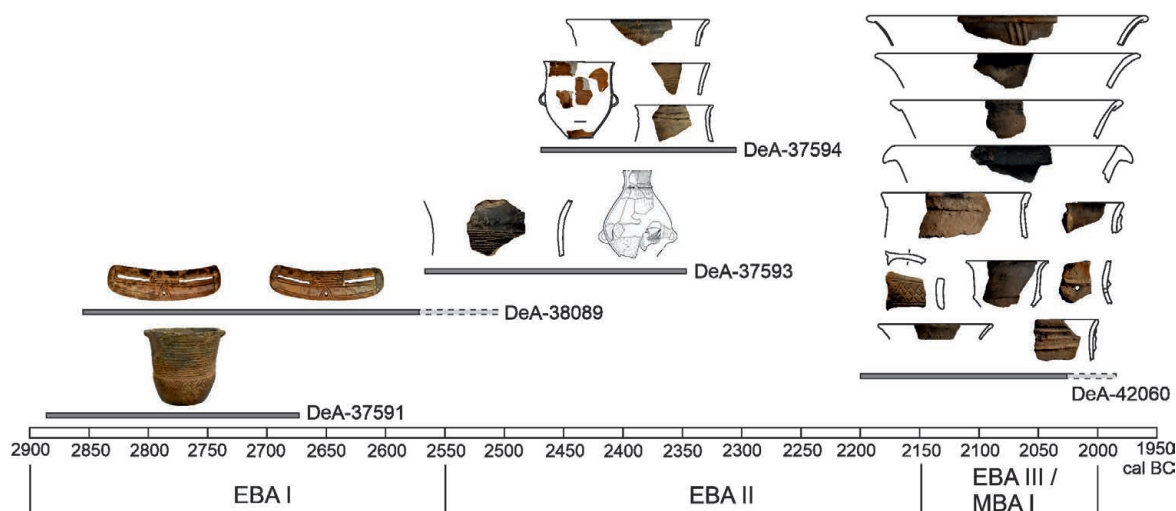 DeA-37594
DeA-37593
DeA-38089
DeA-42060
DeA-37591
2900 2850 2800 2750 2700 2650 2600 2550 2500 2450 2400 2350 2300 2250 2200 2150 2100 2050 2000 1950
cal BC
EBA I EBA II EBA III /
MBA I